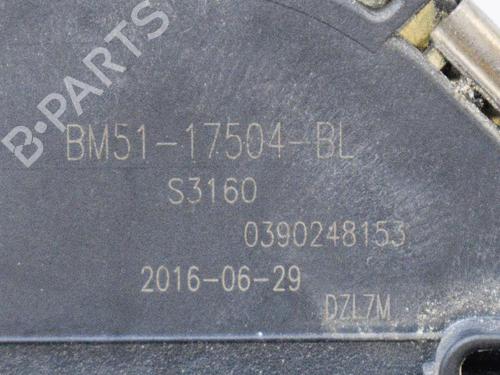 B-PARTS
BM51-17504-BL
S3160
0390248153
2016-06-29
DZL7M